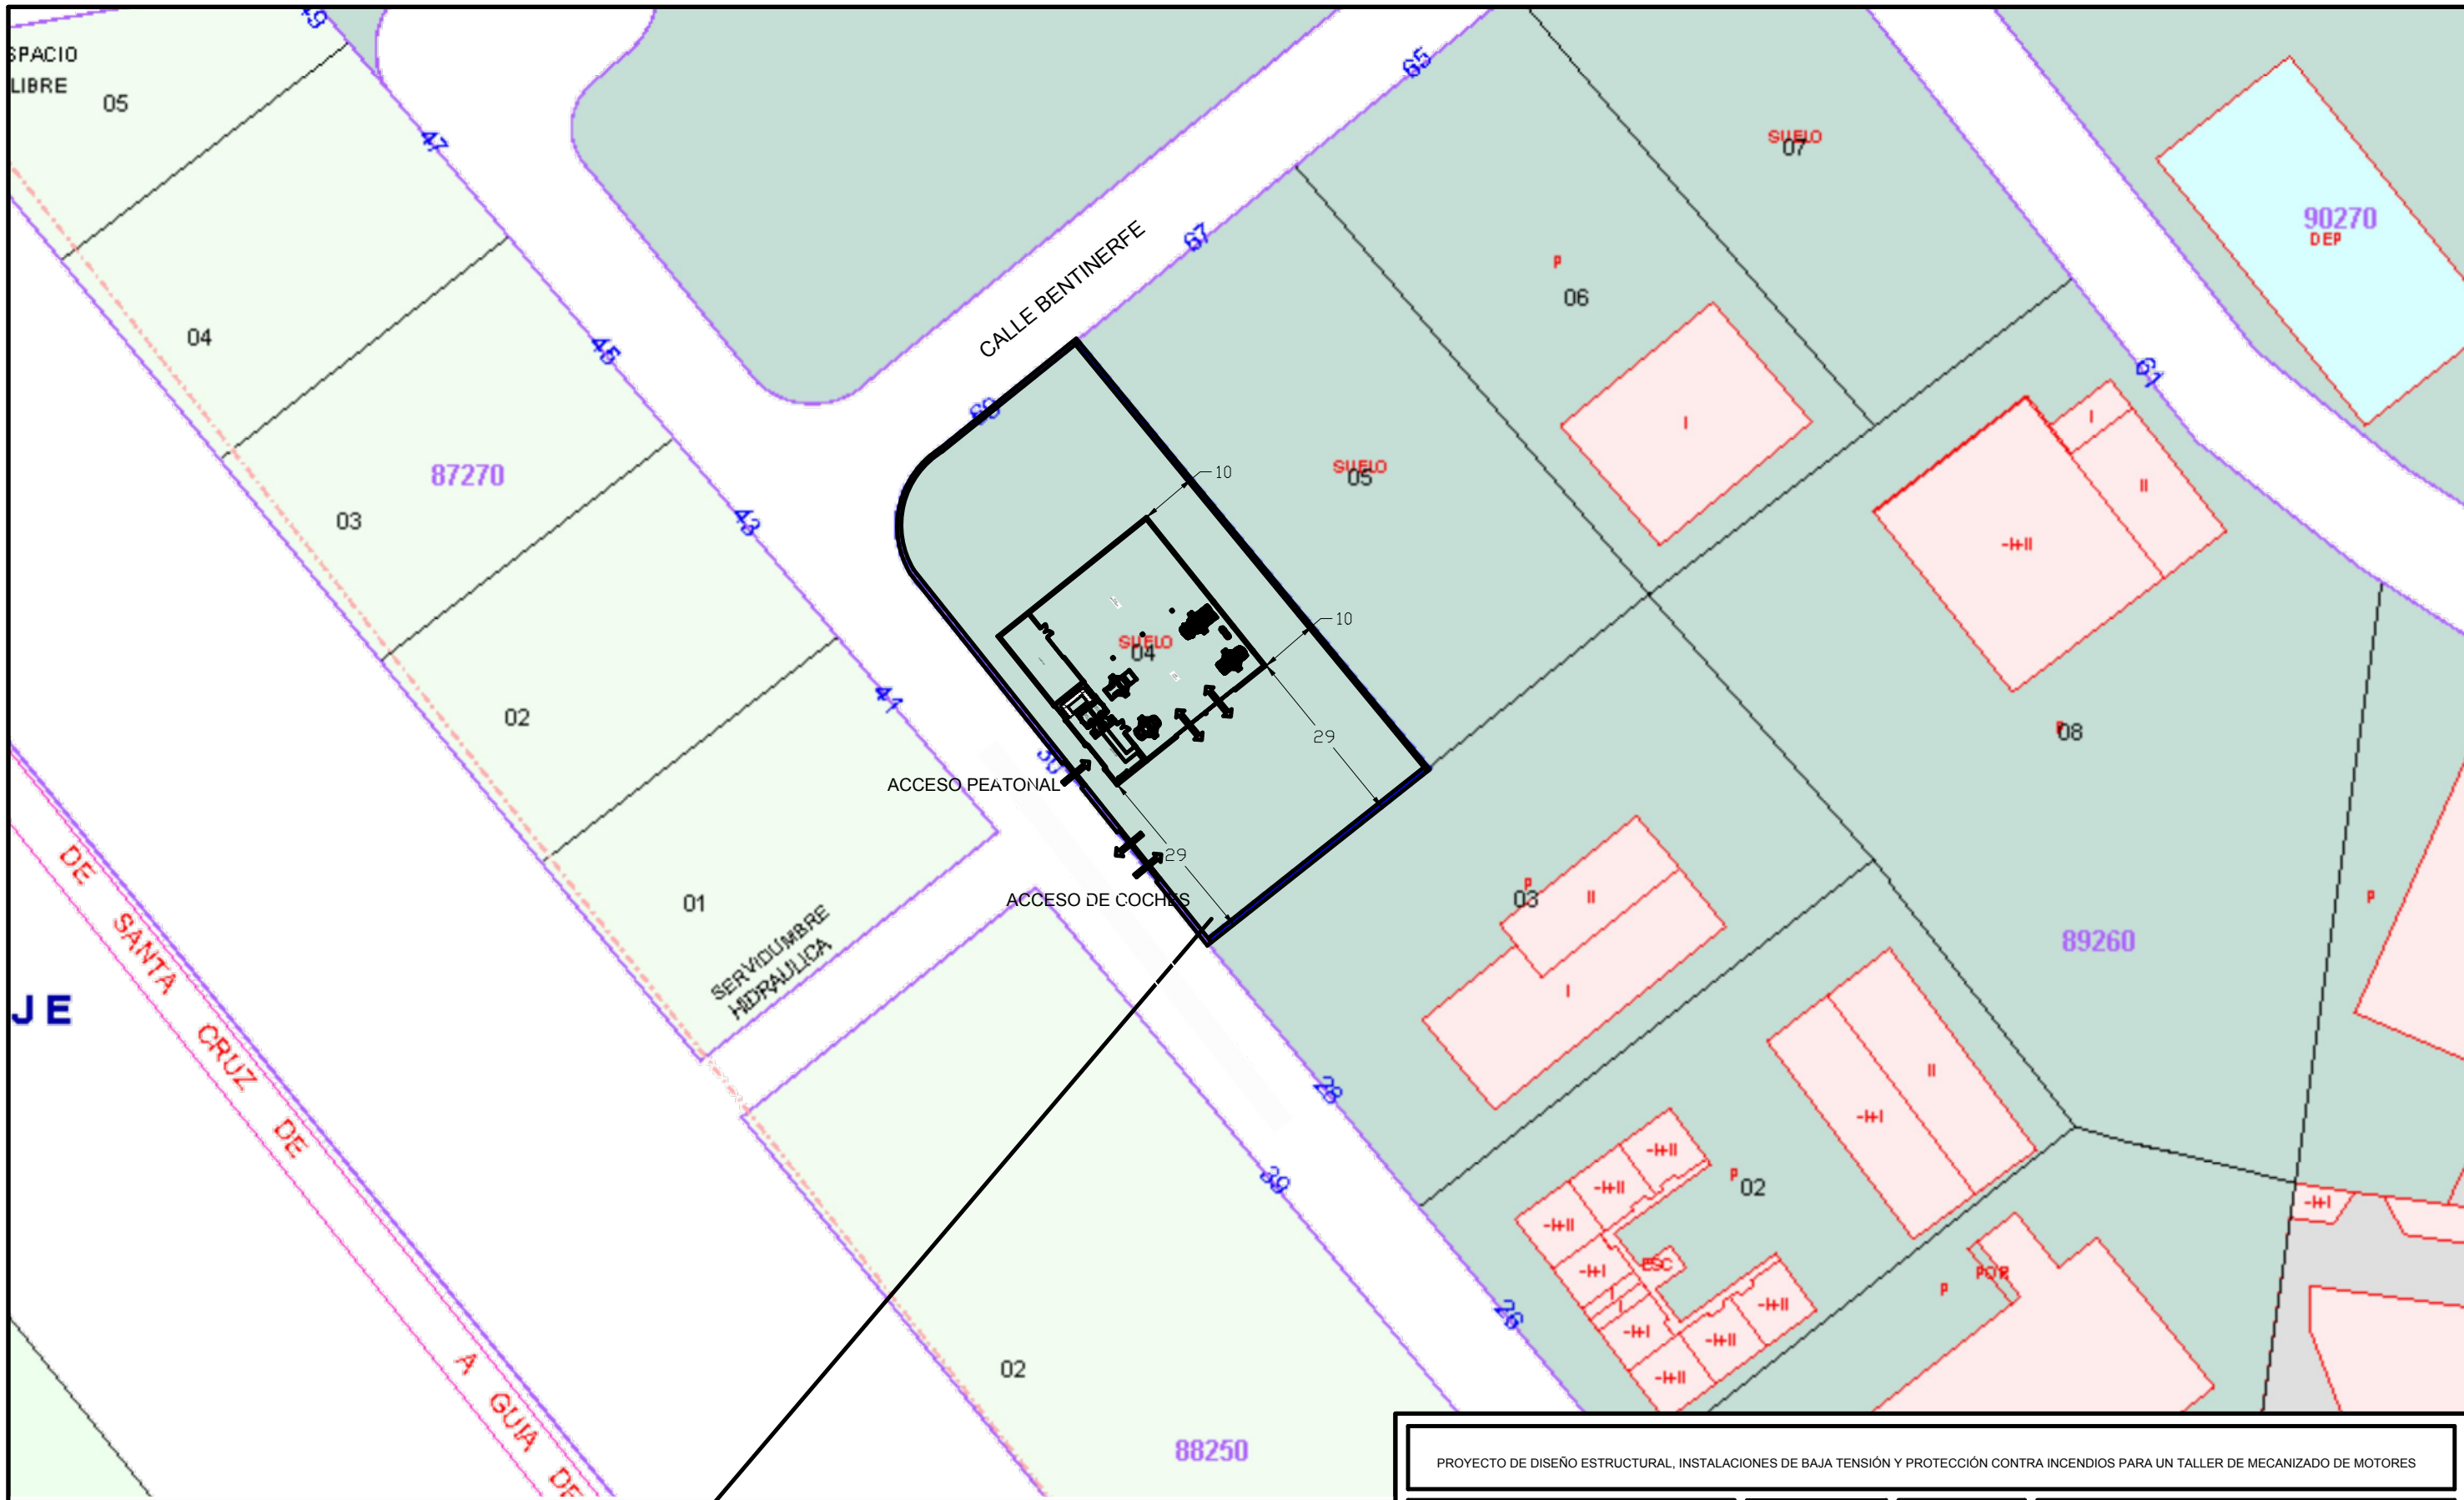 49
SPACIO
LIBRE
05
65
47
SUELO
07
90270
DEP
67
CALLE BENTINERFE
P
06
04
45
61
69
I
I
87270
SUELO
05
10
II
03
43
-I+II
10
SUELO
04
02
41
29
P
08
30
ACCESO PEATONAL
29
P
II
03
P
01
ACCESO DE COCHES
SERVIDUMBRE
HIDRAULICA
89260
I
JE
DE SANTA CRUZ DE A GUIA DE
28
II
-I+I
-I+II
39
-I+II
P
02
-I+I
-I+II
-I+I
ESC
POR
P
I
I
-I+II
26
-I+I
-I+II
02
-I+II
88250
PROYECTO DE DISEÑO ESTRUCTURAL, INSTALACIONES DE BAJA TENSIÓN Y PROTECCIÓN CONTRA INCENDIOS PARA UN TALLER DE MECANIZADO DE MOTORES